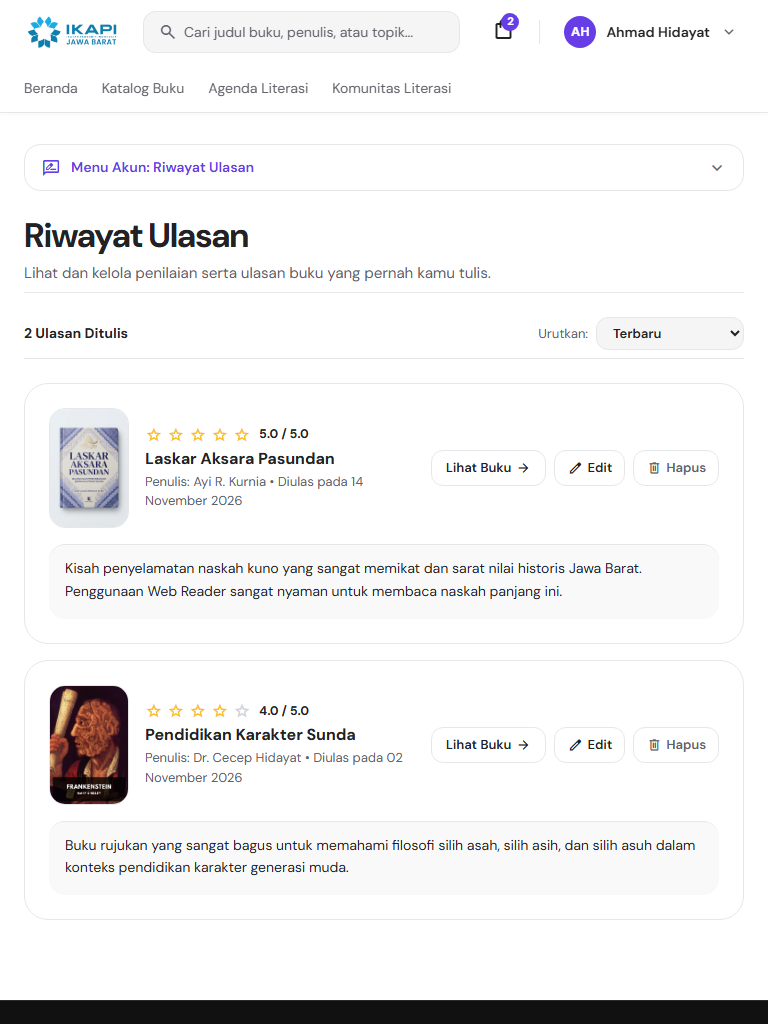 IKAPI
JAWA BARAT
Cari judul buku, penulis, atau topik...
2
AH
Ahmad Hidayat
Beranda
Katalog Buku
Agenda Literasi
Komunitas Literasi
Menu Akun: Riwayat Ulasan
Riwayat Ulasan
Lihat dan kelola penilaian serta ulasan buku yang pernah kamu tulis.
2 Ulasan Ditulis
Urutkan:
Terbaru
LASKAR
AKSARA
PASUNDAN
5.0 / 5.0
Laskar Aksara Pasundan
Penulis: Ayi R. Kurnia • Diulas pada 14
November 2026
Lihat Buku →
Edit
Hapus
Kisah penyelamatan naskah kuno yang sangat memikat dan sarat nilai historis Jawa Barat.
Penggunaan Web Reader sangat nyaman untuk membaca naskah panjang ini.
FRANKENSTEIN
4.0 / 5.0
Pendidikan Karakter Sunda
Penulis: Dr. Cecep Hidayat • Diulas pada 02
November 2026
Lihat Buku →
Edit
Hapus
Buku rujukan yang sangat bagus untuk memahami filosofi silih asah, silih asih, dan silih asuh dalam
konteks pendidikan karakter generasi muda.